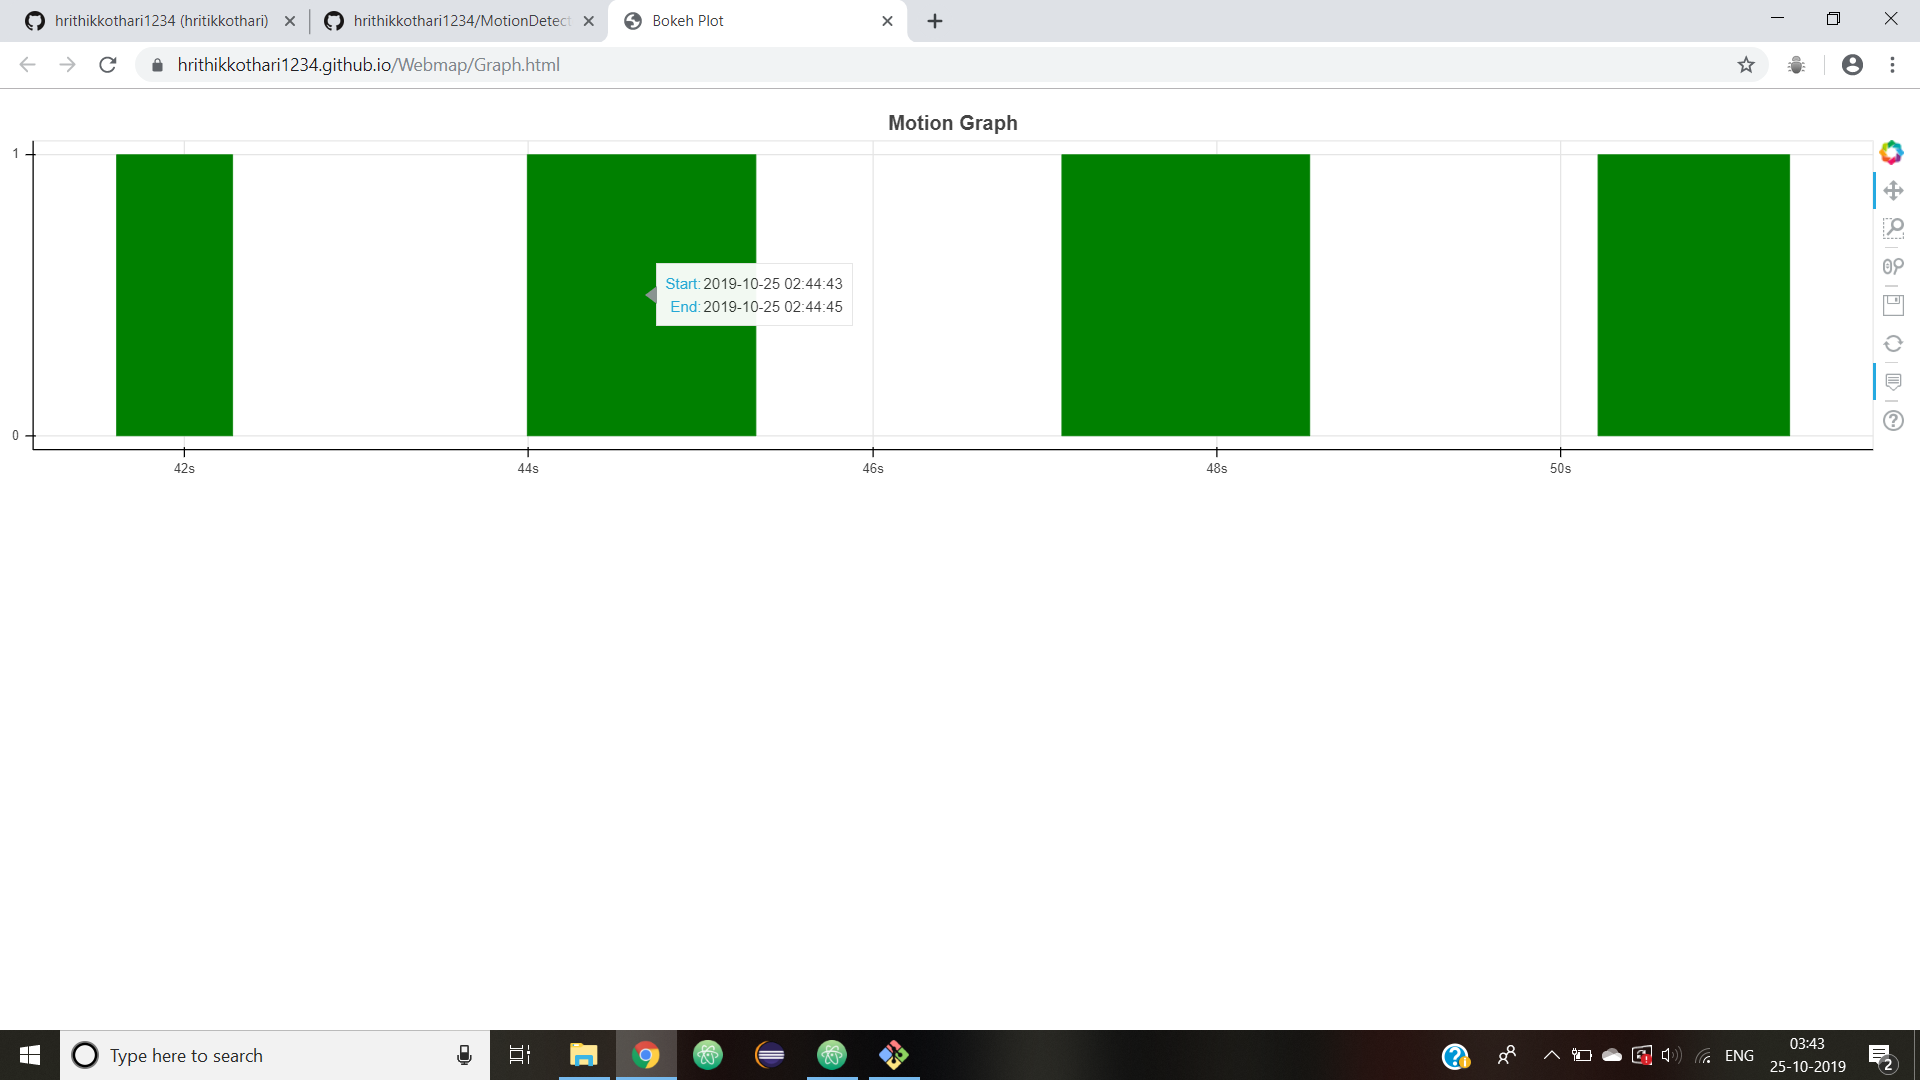 hrithikkothari1234 (hritikkothari)
hrithikkothari1234/MotionDetect
Bokeh Plot
hrithikkothari1234.github.io/Webmap/Graph.html
Motion Graph
1
0
Start: 2019-10-25 02:44:43
End: 2019-10-25 02:44:45
42s 44s 46s 48s 50s
Type here to search
ENG
03:43
25-10-2019
2